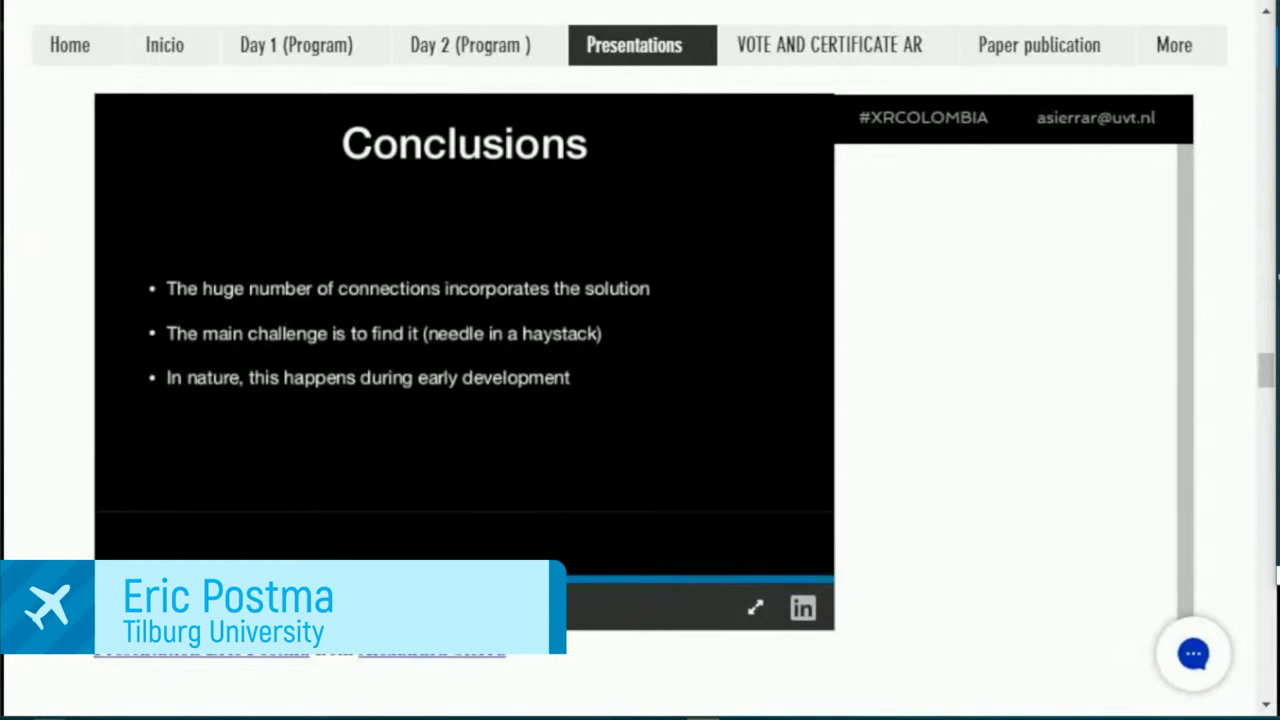 Home Inicio Day 1 (Program) Day 2 (Program ) Presentations VOTE AND CERTIFICATE AR Paper publication More
#XRCOLOMBIA asierrar@uvt.nl
Conclusions
• The huge number of connections incorporates the solution
• The main challenge is to find it (needle in a haystack)
• In nature, this happens during early development
in
Eric Postma
Tilburg University